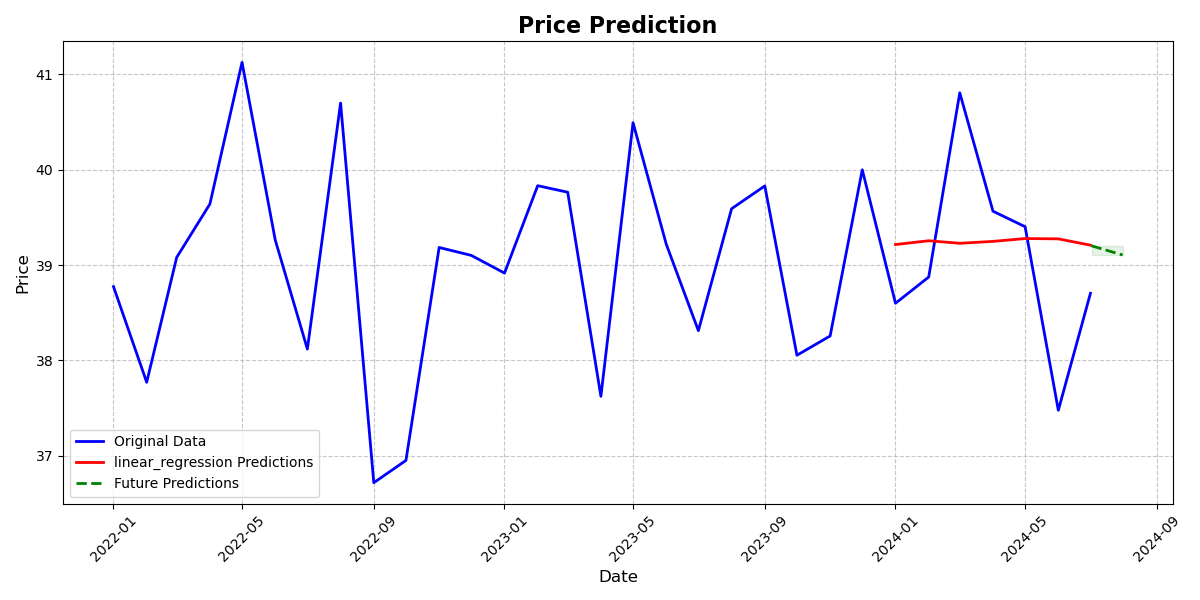 Price Prediction
Price
41
40
39
38
37
Original Data
linear_regression Predictions
Future Predictions
2022-01
2022-05
2022-09
2023-01
2023-05
2023-09
2024-01
2024-05
2024-09
Date